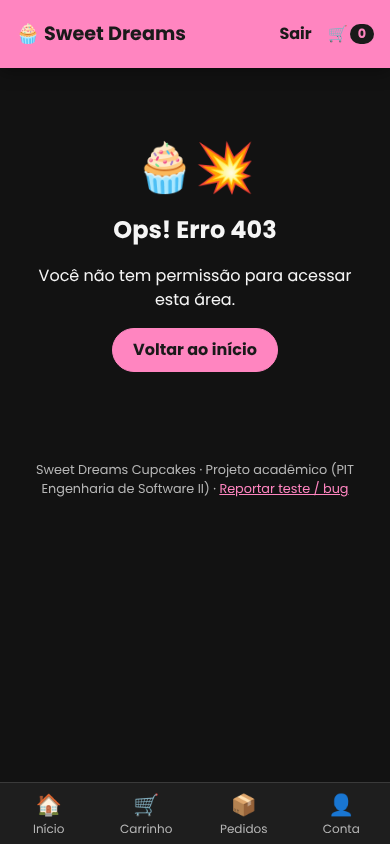 Sweet Dreams
Sair
0
Ops! Erro 403
Você não tem permissão para acessar
esta área.
Voltar ao início
Sweet Dreams Cupcakes · Projeto acadêmico (PIT
Engenharia de Software II) · Reportar teste / bug
Início
Carrinho
Pedidos
Conta